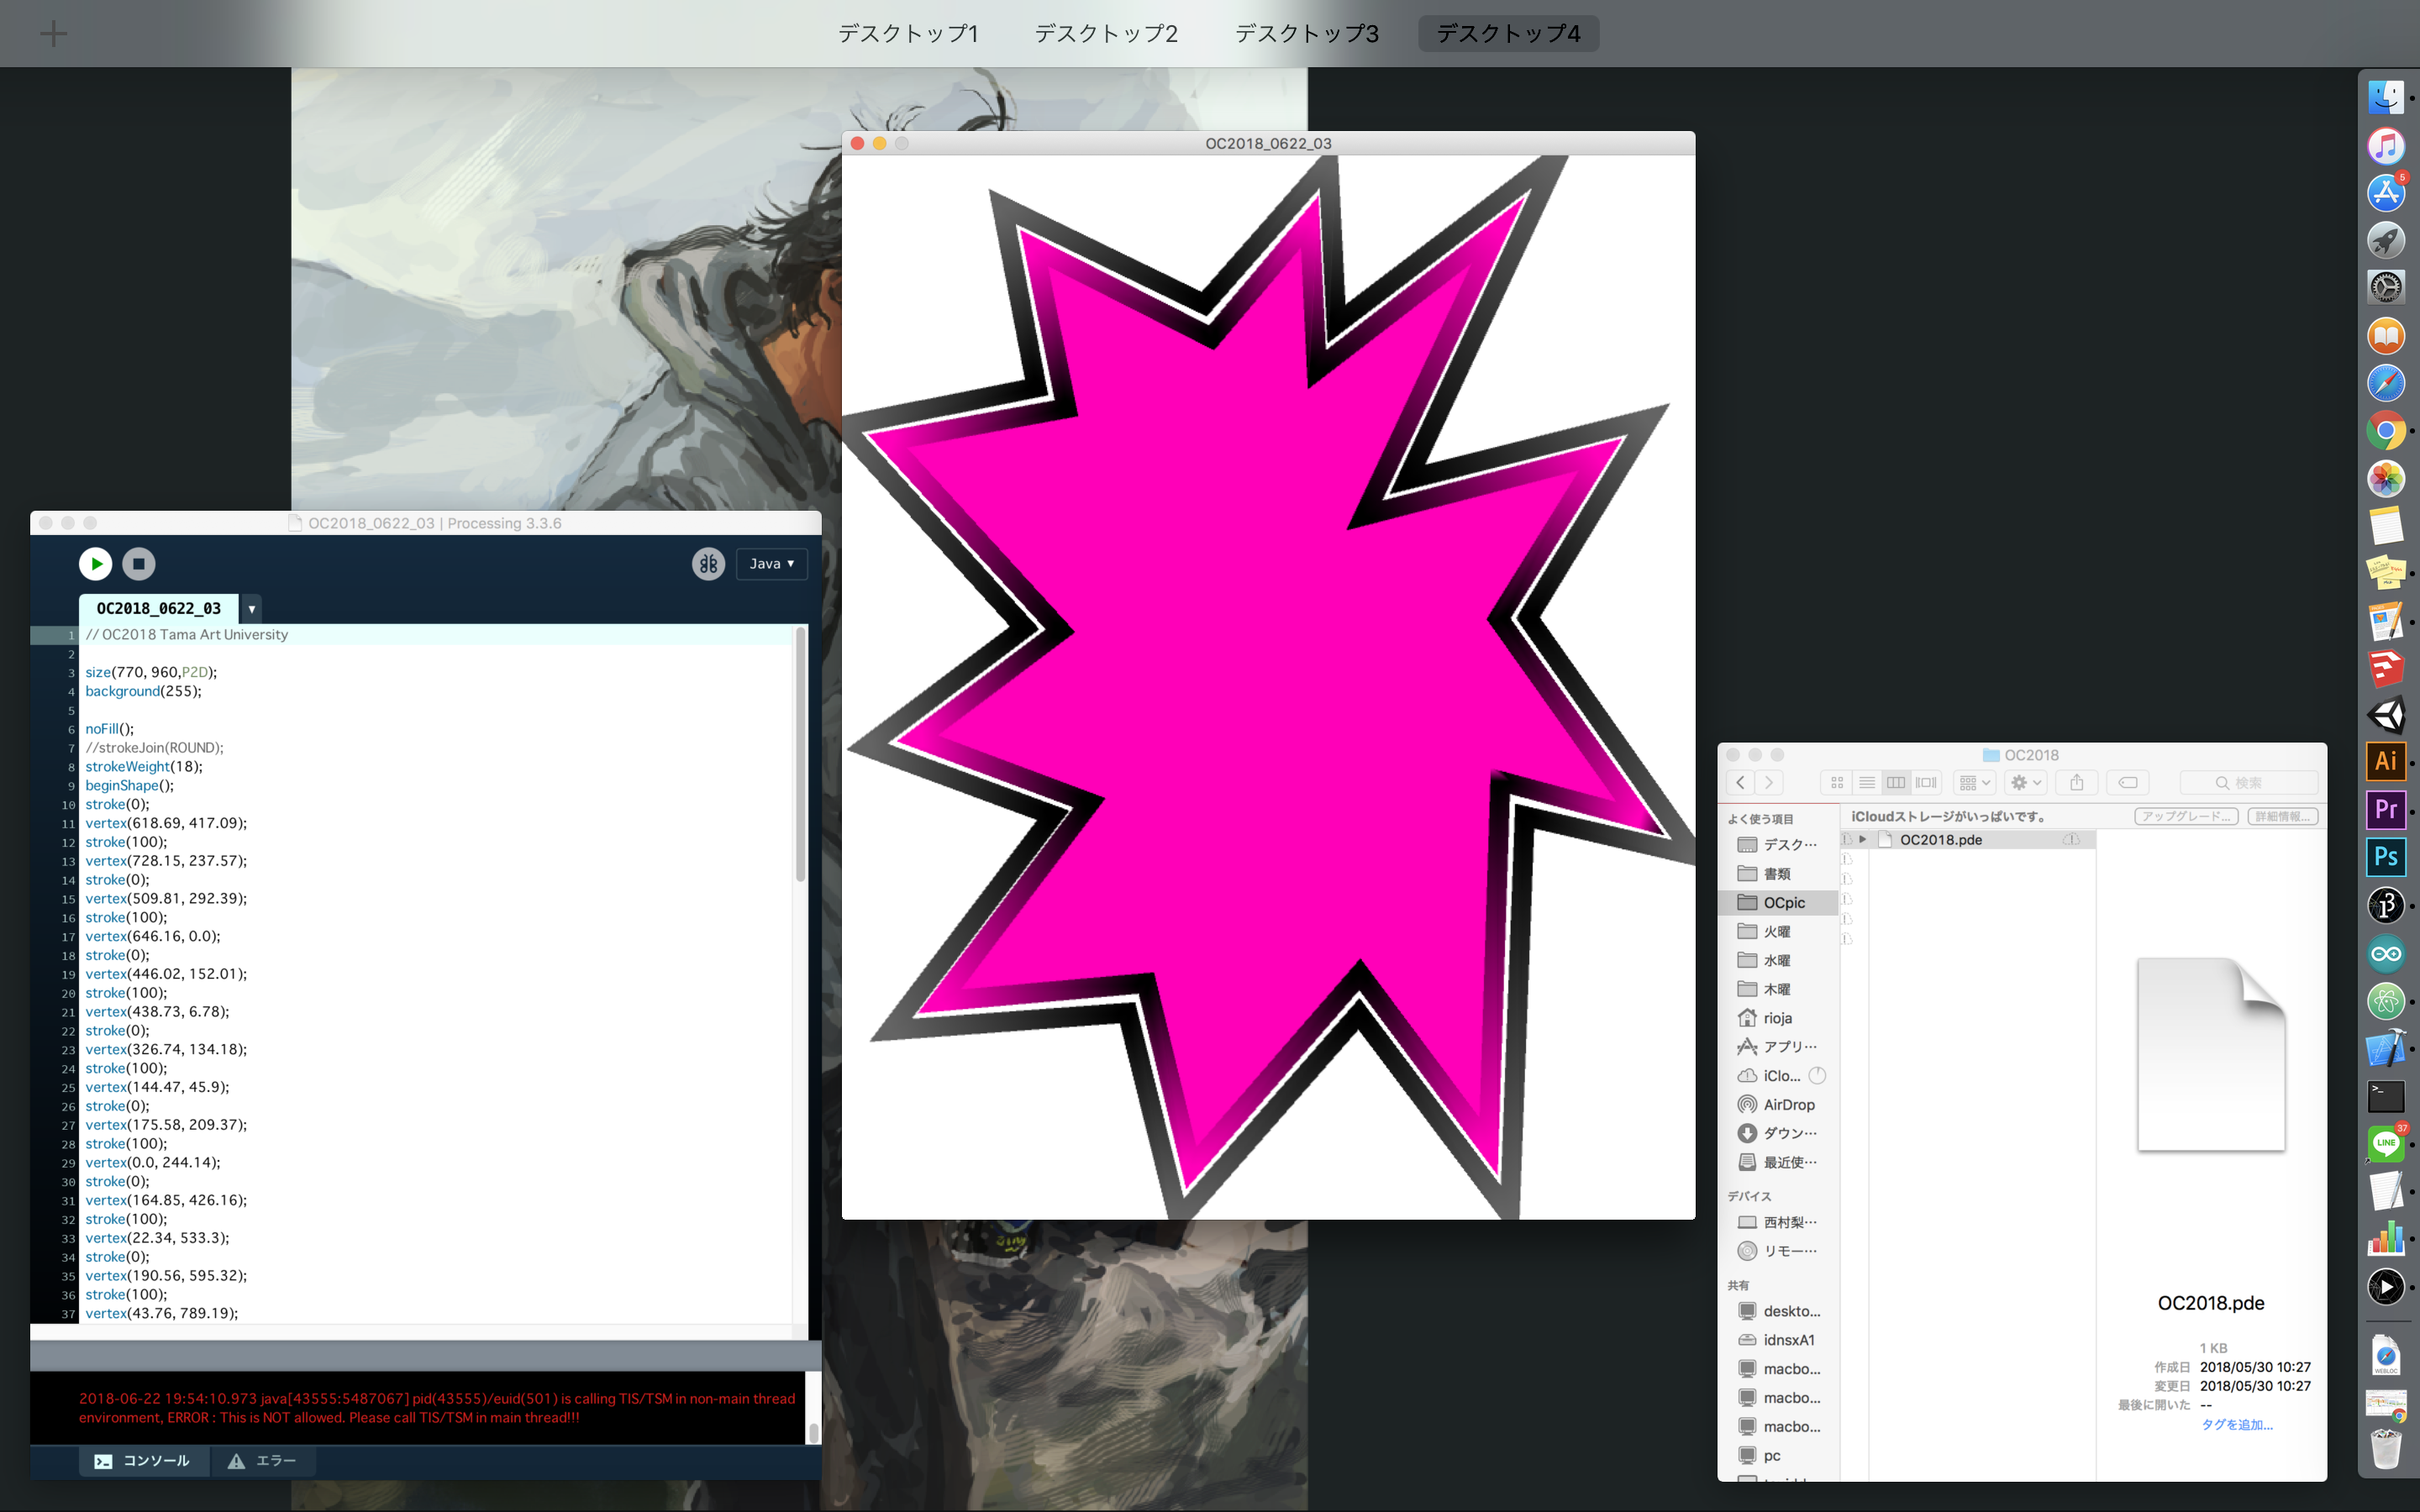 デスクトップ1
デスクトップ2
デスクトップ3
デスクトップ4
OC2018_0622_03
OC2018_0622_03 | Processing 3.3.6
Java ▾
OC2018_0622_03
1 // OC2018 Tama Art University
2
3 size(770, 960,P2D);
4 background(255);
5
6 noFill();
7 //strokeJoin(ROUND);
8 strokeWeight(18);
9 beginShape();
10 stroke(0);
11 vertex(618.69, 417.09);
12 stroke(100);
13 vertex(728.15, 237.57);
14 stroke(0);
15 vertex(509.81, 292.39);
16 stroke(100);
17 vertex(646.16, 0.0);
18 stroke(0);
19 vertex(446.02, 152.01);
20 stroke(100);
21 vertex(438.73, 6.78);
22 stroke(0);
23 vertex(326.74, 134.18);
24 stroke(100);
25 vertex(144.47, 45.9);
26 stroke(0);
27 vertex(175.58, 209.37);
28 stroke(100);
29 vertex(0.0, 244.14);
30 stroke(0);
31 vertex(164.85, 426.16);
32 stroke(100);
33 vertex(22.34, 533.3);
34 stroke(0);
35 vertex(190.56, 595.32);
36 stroke(100);
37 vertex(43.76, 789.19);
2018-06-22 19:54:10.973 java[43555:5487067] pid(43555)/euid(501) is calling TIS/TSM in non-main thread
environment, ERROR : This is NOT allowed. Please call TIS/TSM in main thread!!!
コンソール
エラー
OC2018
検索
よく使う項目
デスク…
書類
OCpic
火曜
水曜
木曜
rioja
アプリ…
iClo...
AirDrop
ダウン…
最近使…
デバイス
西村梨…
リモー…
共有
deskto...
idnsxA1
macbo...
macbo...
macbo...
pc
iCloudストレージがいっぱいです。
アップグレード...
詳細情報...
OC2018.pde
OC2018.pde
1 KB
作成日 2018/05/30 10:27
変更日 2018/05/30 10:27
最後に開いた --
タグを追加...
5
Ai
Pr
Ps
LINE
37
WEBLOC